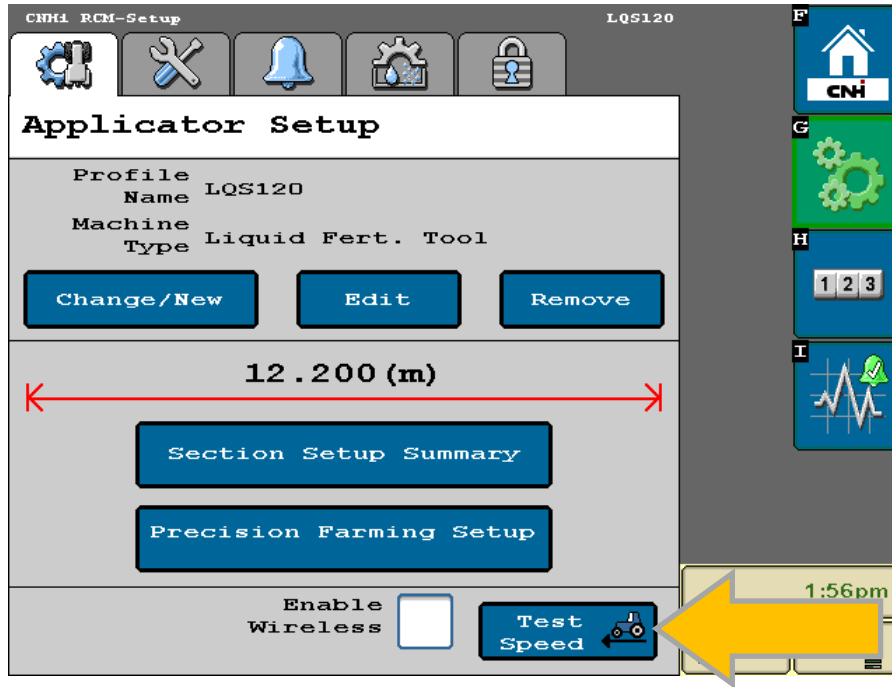 CNHi RCM-Setup LQS120
Applicator Setup
Profile
Name LQS120
Machine
Type Liquid Fert. Tool
Change/New Edit Remove
12.200(m)
Section Setup Summary
Precision Farming Setup
Enable
Wireless
Test
Speed
F
CNHi
G
H
1 2 3
I
1:56pm